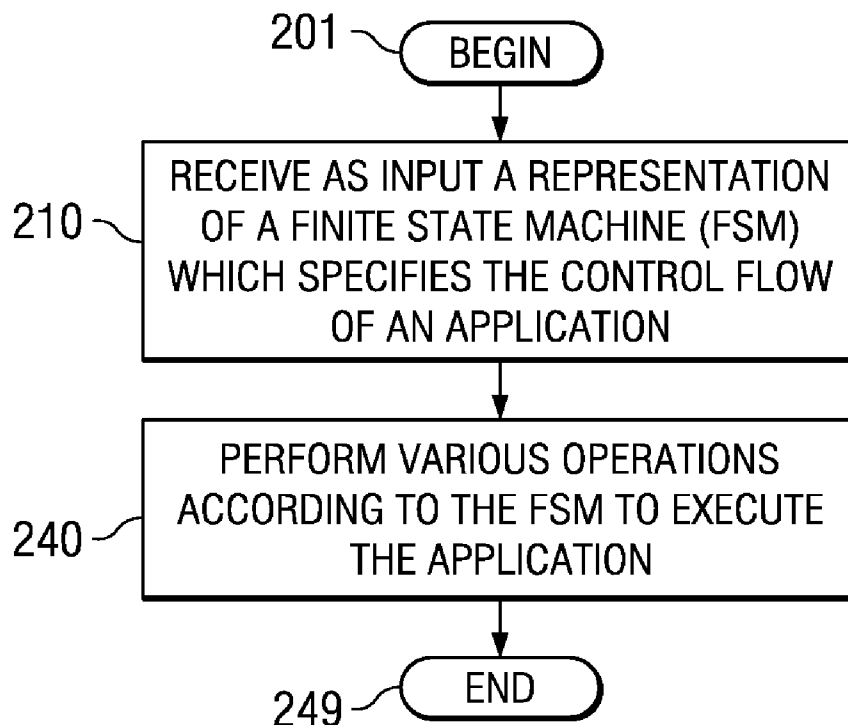 201
BEGIN
210
RECEIVE AS INPUT A REPRESENTATION
OF A FINITE STATE MACHINE (FSM)
WHICH SPECIFIES THE CONTROL FLOW
OF AN APPLICATION
240
PERFORM VARIOUS OPERATIONS
ACCORDING TO THE FSM TO EXECUTE
THE APPLICATION
249
END